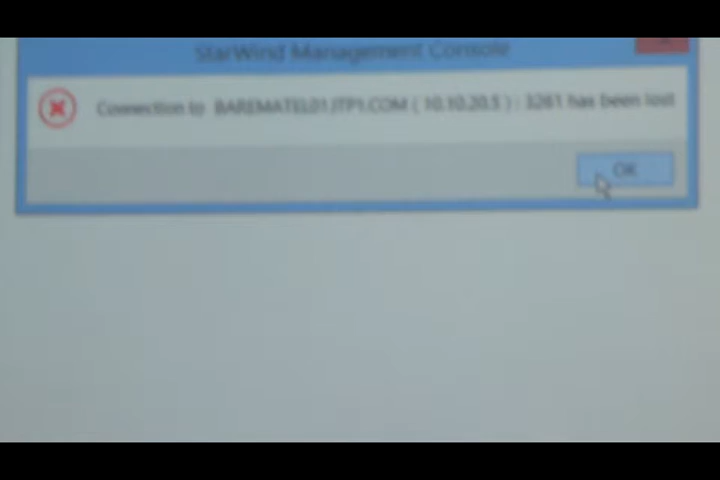 StarWind Management Console
Connection to BAREMATEL01.JTP1.COM ( 10.10.20.5 ) : 3261 has been lost
OK